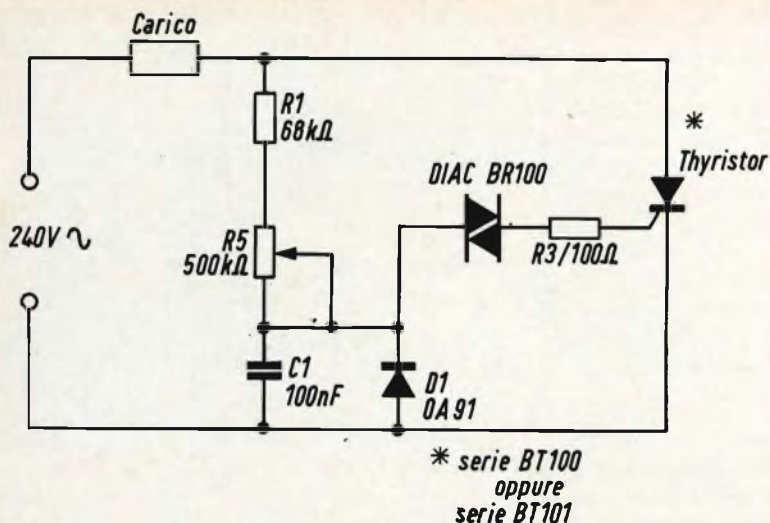 Carico
R1
68kΩ
*
Thyristor
DIAC BR100
240V ~
R5
500kΩ
R3/100Ω
C1
100nF
D1
OA91
* serie BT100
oppure
serie BT101